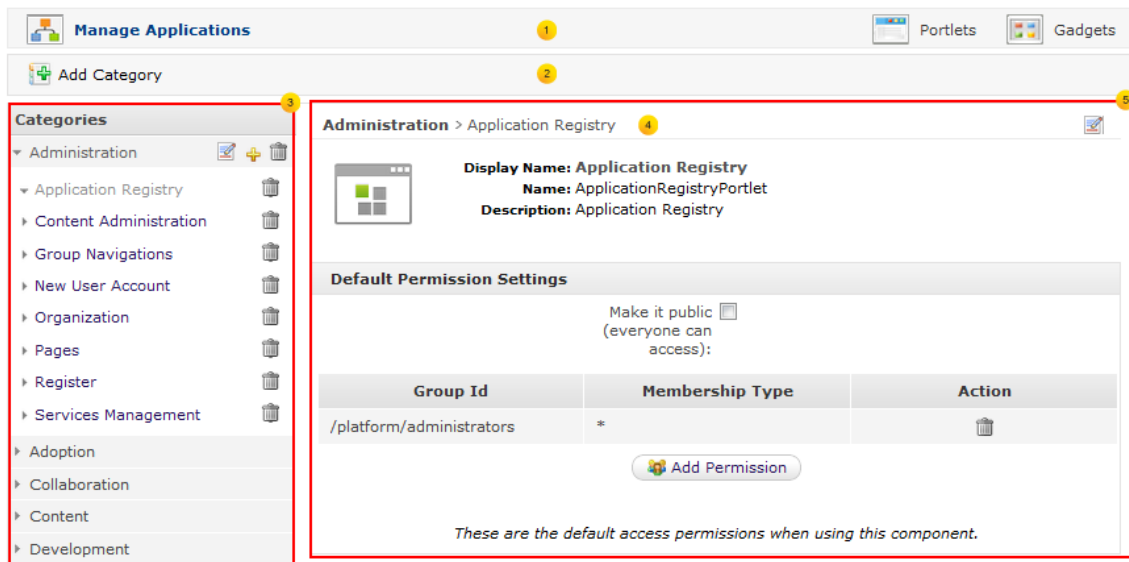 Manage Applications 1 Portlets Gadgets
Add Category 2
3
Categories
Administration
Application Registry
Content Administration
Group Navigations
New User Account
Organization
Pages
Register
Services Management
Adoption
Collaboration
Content
Development
5
Administration > Application Registry 4
Display Name: Application Registry
Name: ApplicationRegistryPortlet
Description: Application Registry
Default Permission Settings
Make it public
(everyone can
access):
Group Id Membership Type Action
/platform/administrators *
Add Permission
These are the default access permissions when using this component.